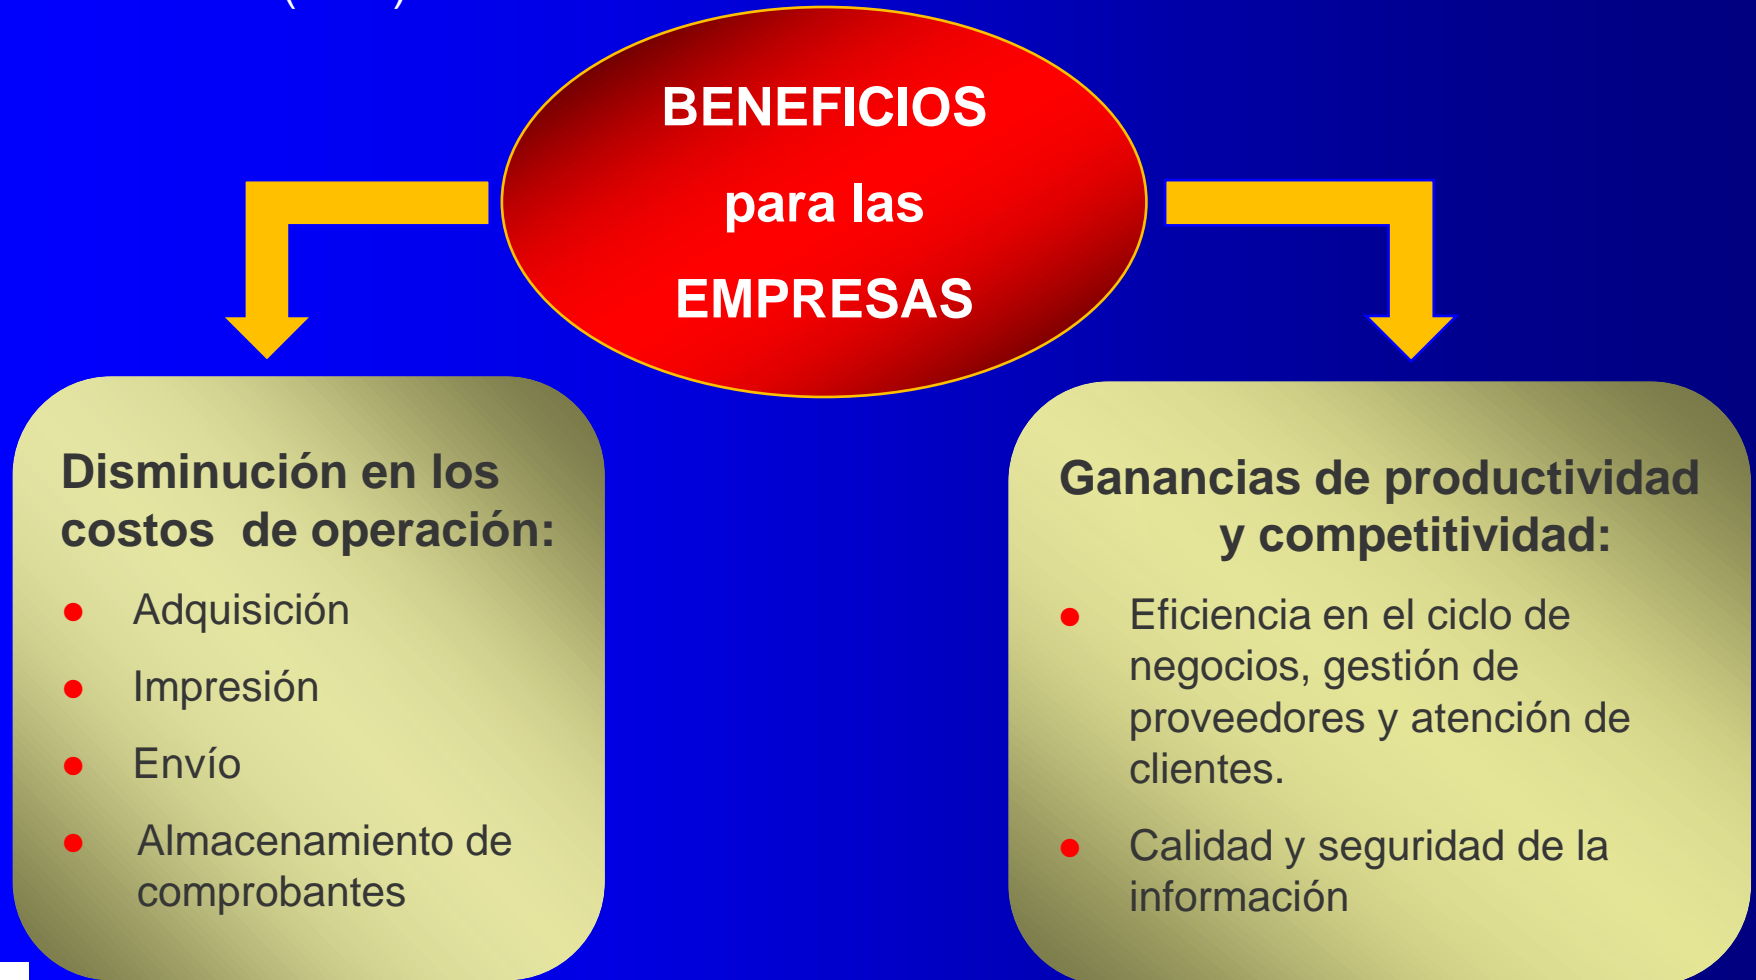 BENEFICIOS
para las
EMPRESAS
Disminución en los
costos de operación:
● Adquisición
● Impresión
● Envío
● Almacenamiento de
comprobantes
Ganancias de productividad
y competitividad:
● Eficiencia en el ciclo de
negocios, gestión de
proveedores y atención de
clientes.
● Calidad y seguridad de la
información